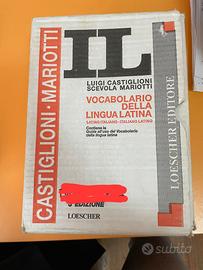 CASTIGLIONI · MARIOTTI
IL
LUIGI CASTIGLIONI
SCEVOLA MARIOTTI
VOCABOLARIO
DELLA
LINGUA LATINA
LATINO-ITALIANO · ITALIANO-LATINO
Contiene la
Guida all'uso del Vocabolario
della lingua latina
EDIZIONE
LOESCHER
LOESCHER EDITORE
subito